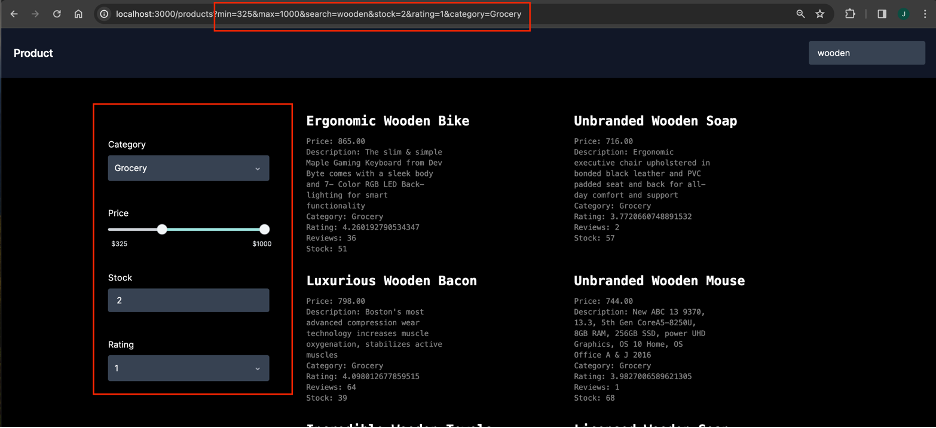 localhost:3000/products?min=325&max=1000&search=wooden&stock=2&rating=1&category=Grocery
J
Product
wooden
Category
Grocery
Price
$325
$1000
Stock
2
Rating
1
Ergonomic Wooden Bike
Price: 865.00
Description: The slim & simple
Maple Gaming Keyboard from Dev
Byte comes with a sleek body
and 7- Color RGB LED Back-
lighting for smart
functionality
Category: Grocery
Rating: 4.260192790534347
Reviews: 36
Stock: 51
Unbranded Wooden Soap
Price: 716.00
Description: Ergonomic
executive chair upholstered in
bonded black leather and PVC
padded seat and back for all-
day comfort and support
Category: Grocery
Rating: 3.7720660748891532
Reviews: 2
Stock: 57
Luxurious Wooden Bacon
Price: 798.00
Description: Boston's most
advanced compression wear
technology increases muscle
oxygenation, stabilizes active
muscles
Category: Grocery
Rating: 4.098012677859515
Reviews: 64
Stock: 39
Unbranded Wooden Mouse
Price: 744.00
Description: New ABC 13 9370,
13.3, 5th Gen CoreA5-8250U,
8GB RAM, 256GB SSD, power UHD
Graphics, OS 10 Home, OS
Office A & J 2016
Category: Grocery
Rating: 3.9827006589621305
Reviews: 1
Stock: 68